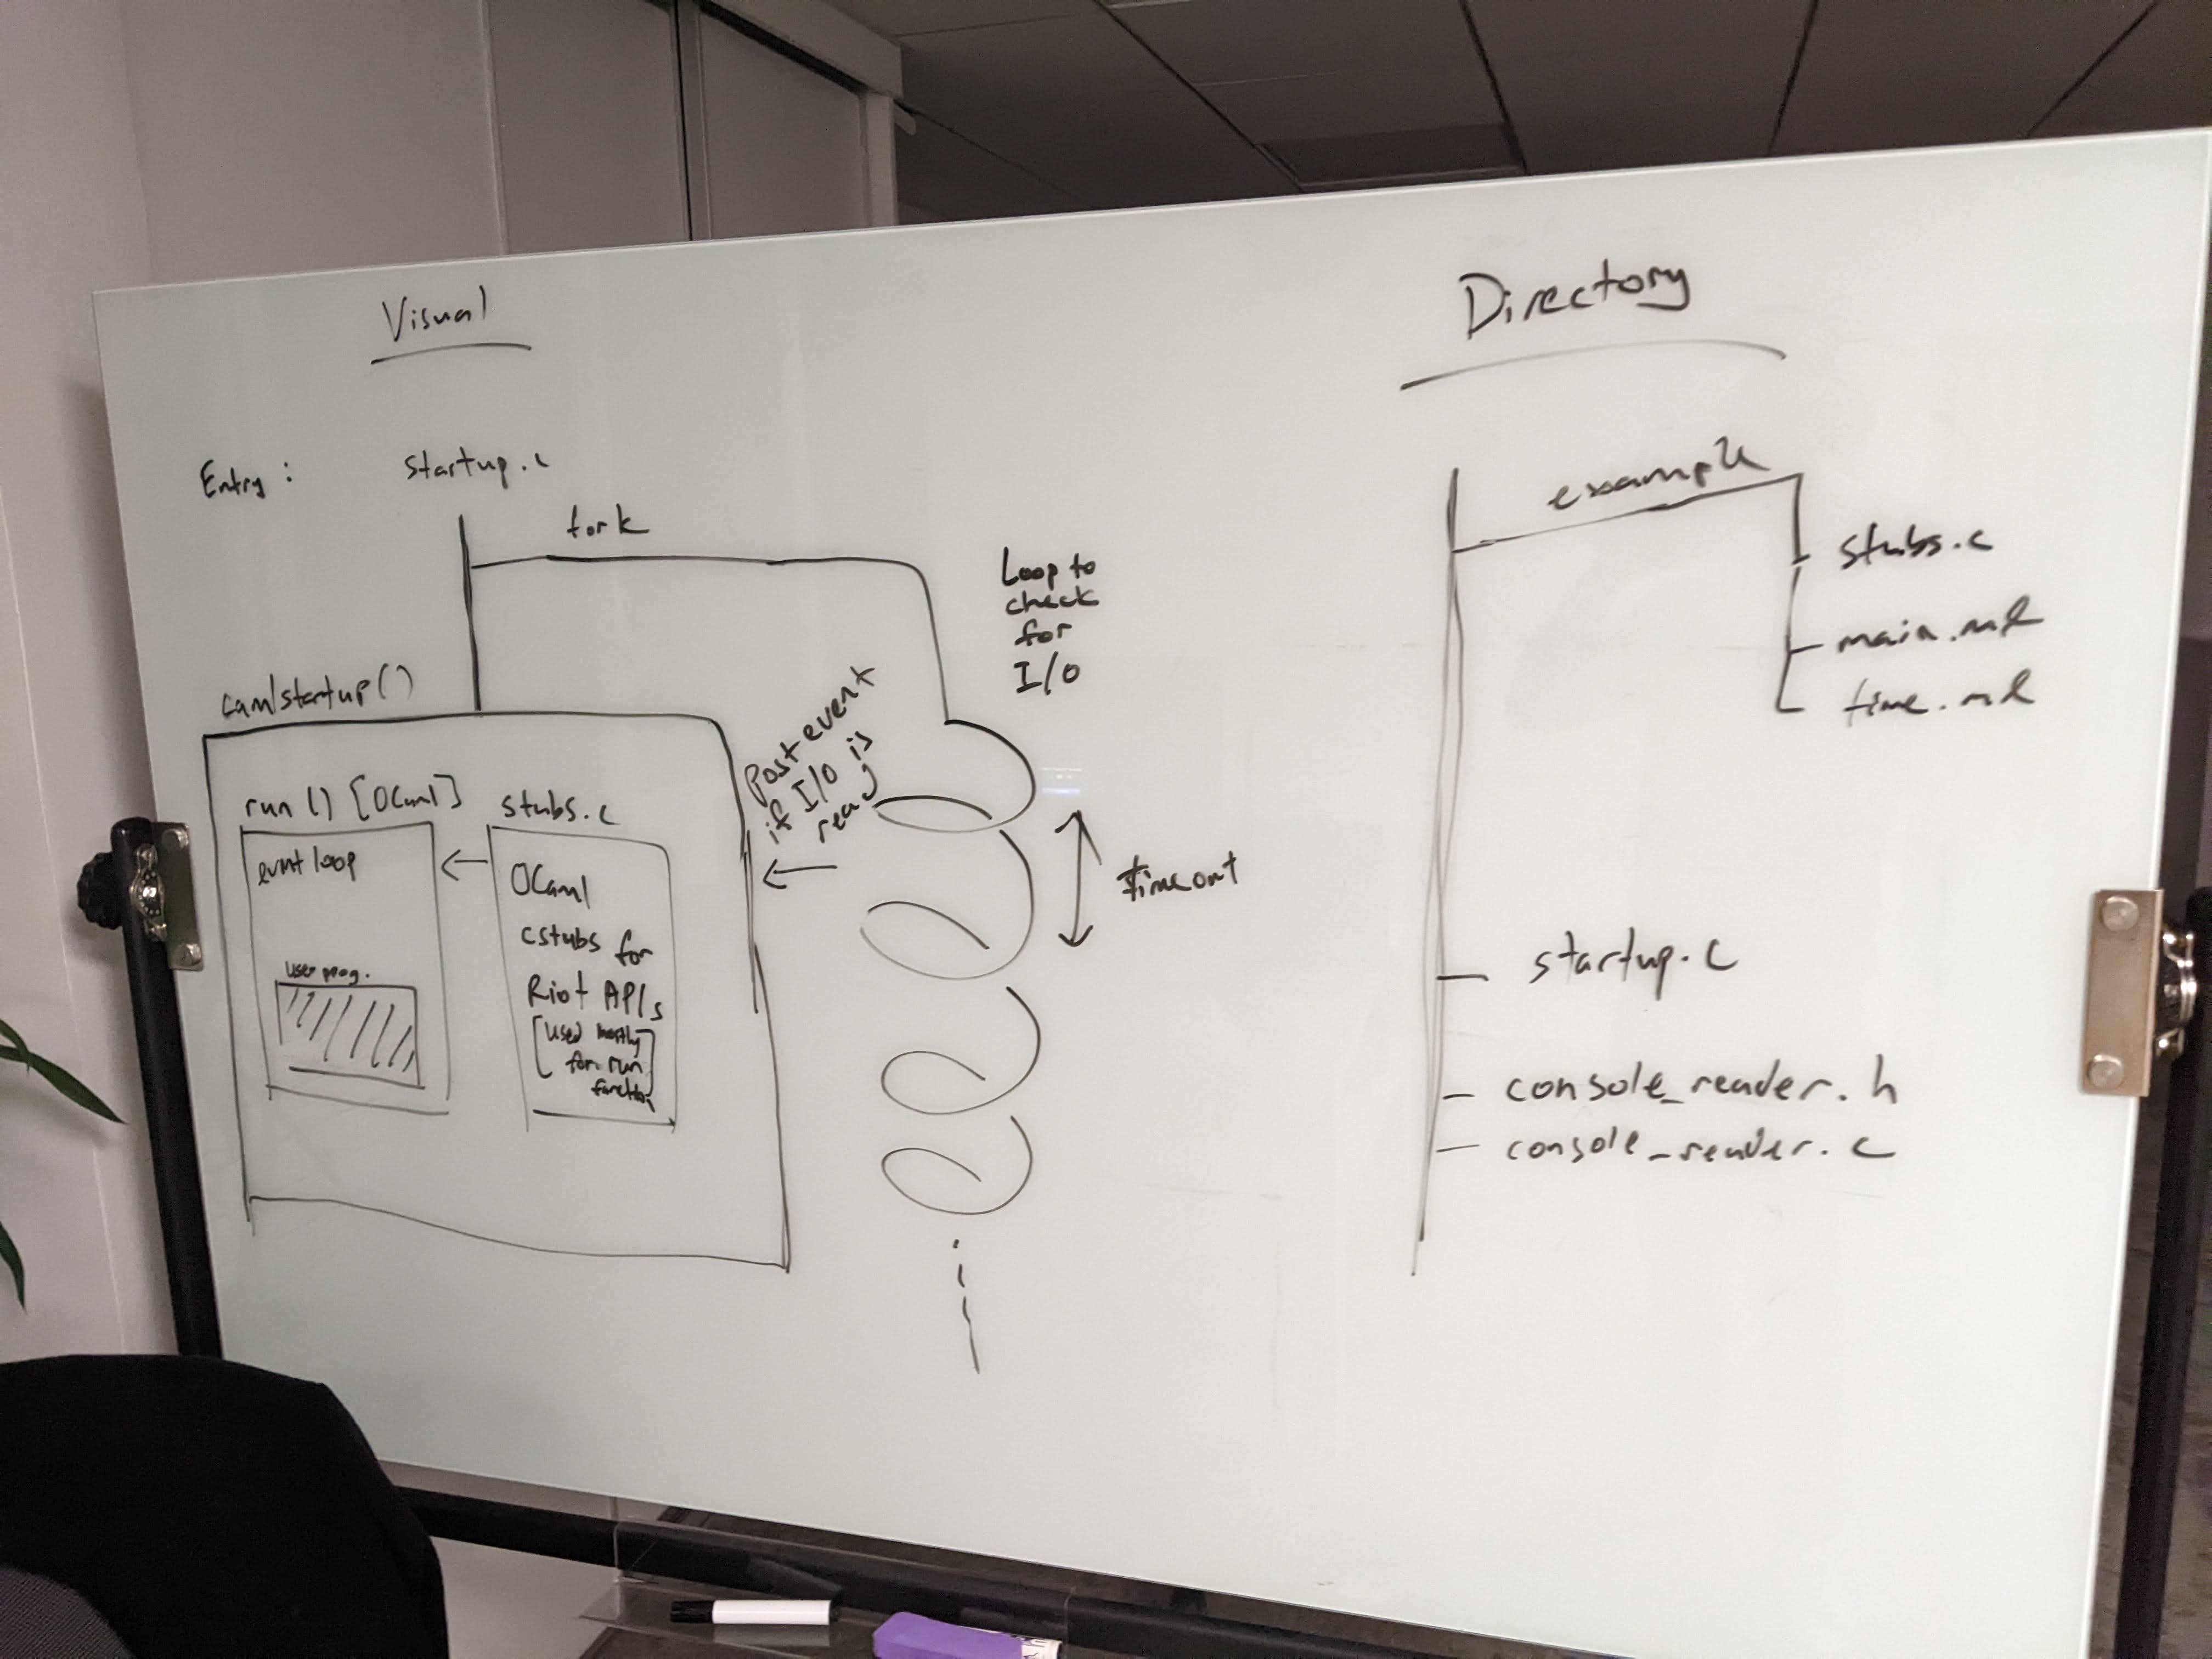 Visual
Entry : startup.c
fork
Loop to
check
for
I/O
camlstartup()
Post event
if I/O is
read
run () [OCaml]
event loop
user prog.
stubs.c
OCaml
cstubs for
Riot APIs
[used mostly
for run
function]
timeout
Directory
example
stubs.c
main.ml
time.ml
startup.c
console_reader.h
console_reader.c